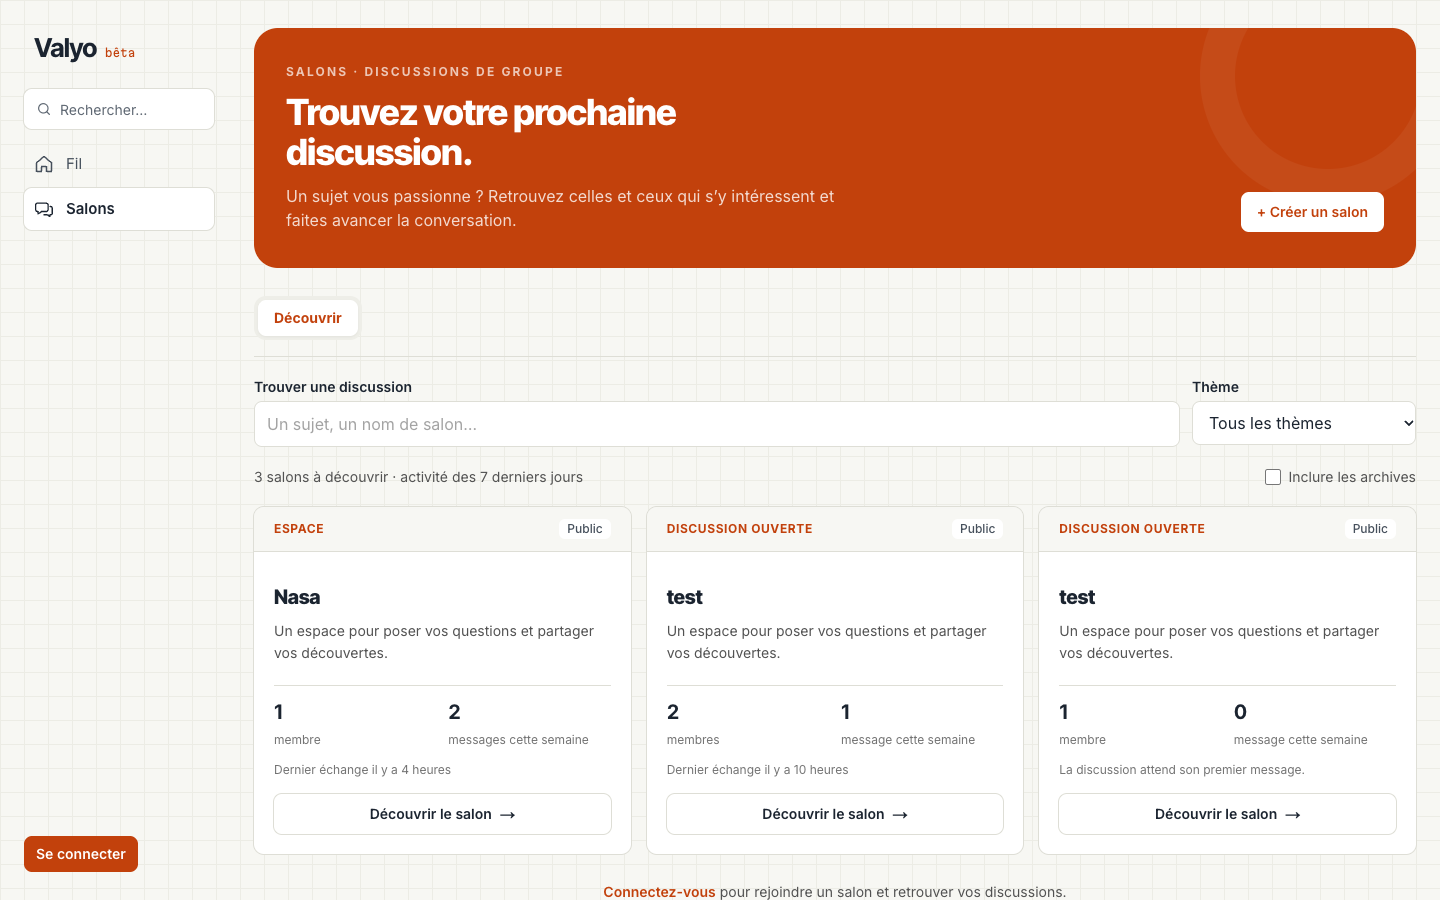 Valyo bêta
Rechercher...
Fil
Salons
SALONS · DISCUSSIONS DE GROUPE
Trouvez votre prochaine
discussion.
Un sujet vous passionne ? Retrouvez celles et ceux qui s’y intéressent et
faites avancer la conversation.
+ Créer un salon
Découvrir
Trouver une discussion
Thème
Un sujet, un nom de salon...
Tous les thèmes
3 salons à découvrir · activité des 7 derniers jours
Inclure les archives
ESPACE
Public
Nasa
Un espace pour poser vos questions et partager
vos découvertes.
1
2
membre
messages cette semaine
Dernier échange il y a 4 heures
Découvrir le salon →
DISCUSSION OUVERTE
Public
test
Un espace pour poser vos questions et partager
vos découvertes.
2
1
membres
message cette semaine
Dernier échange il y a 10 heures
Découvrir le salon →
DISCUSSION OUVERTE
Public
test
Un espace pour poser vos questions et partager
vos découvertes.
1
0
membre
message cette semaine
La discussion attend son premier message.
Découvrir le salon →
Se connecter
Connectez-vous pour rejoindre un salon et retrouver vos discussions.